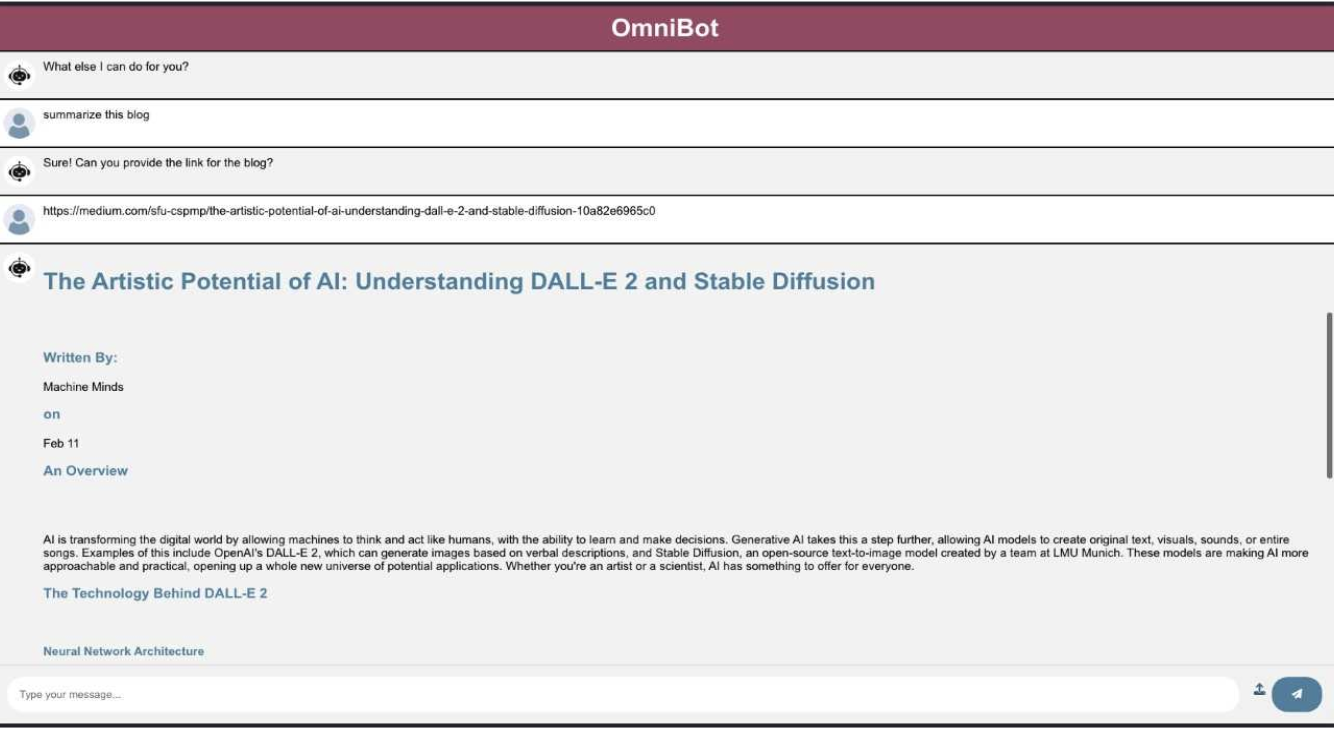 OmniBot
What else I can do for you?
summarize this blog
Sure! Can you provide the link for the blog?
https://medium.com/sfu-cspmp/the-artistic-potential-of-ai-understanding-dall-e-2-and-stable-diffusion-10a82e6965c0
The Artistic Potential of AI: Understanding DALL-E 2 and Stable Diffusion
Written By:
Machine Minds
on
Feb 11
An Overview
AI is transforming the digital world by allowing machines to think and act like humans, with the ability to learn and make decisions. Generative AI takes this a step further, allowing AI models to create original text, visuals, sounds, or entire
songs. Examples of this include OpenAI's DALL-E 2, which can generate images based on verbal descriptions, and Stable Diffusion, an open-source text-to-image model created by a team at LMU Munich. These models are making AI more
approachable and practical, opening up a whole new universe of potential applications. Whether you're an artist or a scientist, AI has something to offer for everyone.
The Technology Behind DALL-E 2
Neural Network Architecture
Type your message...